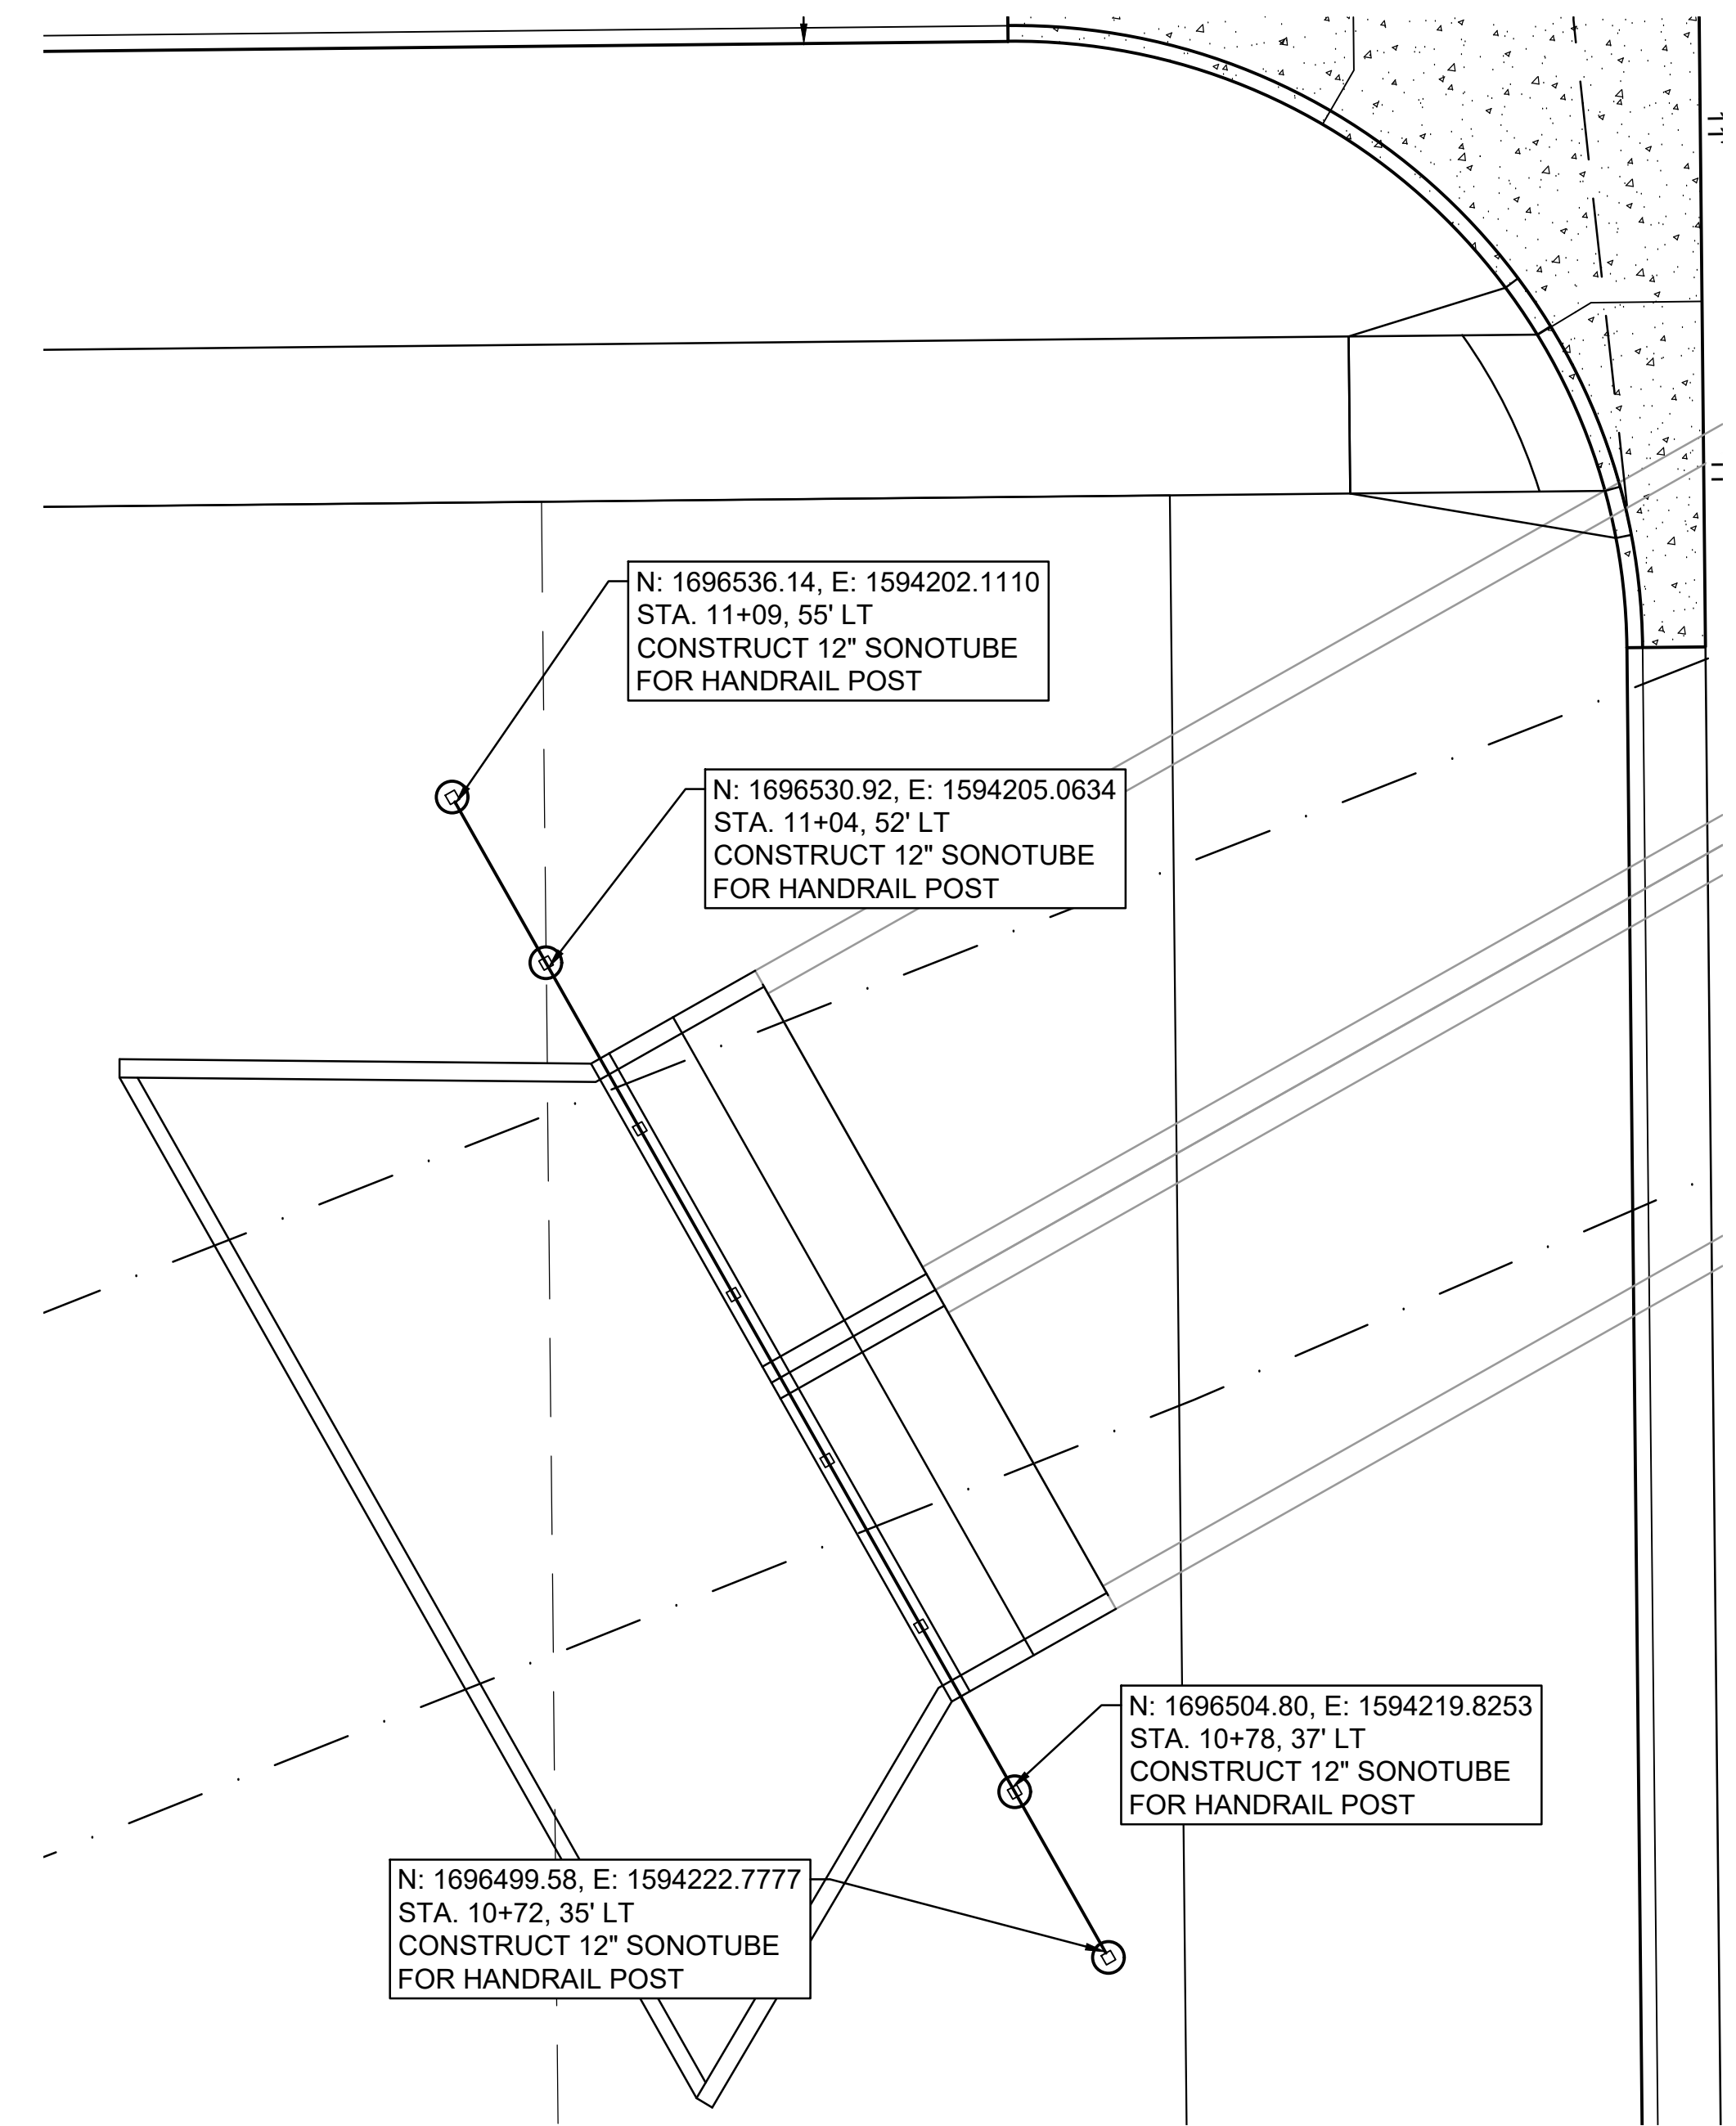 N: 1696536.14, E: 1594202.1110
STA. 11+09, 55' LT
CONSTRUCT 12" SONOTUBE
FOR HANDRAIL POST
N: 1696530.92, E: 1594205.0634
STA. 11+04, 52' LT
CONSTRUCT 12" SONOTUBE
FOR HANDRAIL POST
N: 1696504.80, E: 1594219.8253
STA. 10+78, 37' LT
CONSTRUCT 12" SONOTUBE
FOR HANDRAIL POST
N: 1696499.58, E: 1594222.7777
STA. 10+72, 35' LT
CONSTRUCT 12" SONOTUBE
FOR HANDRAIL POST